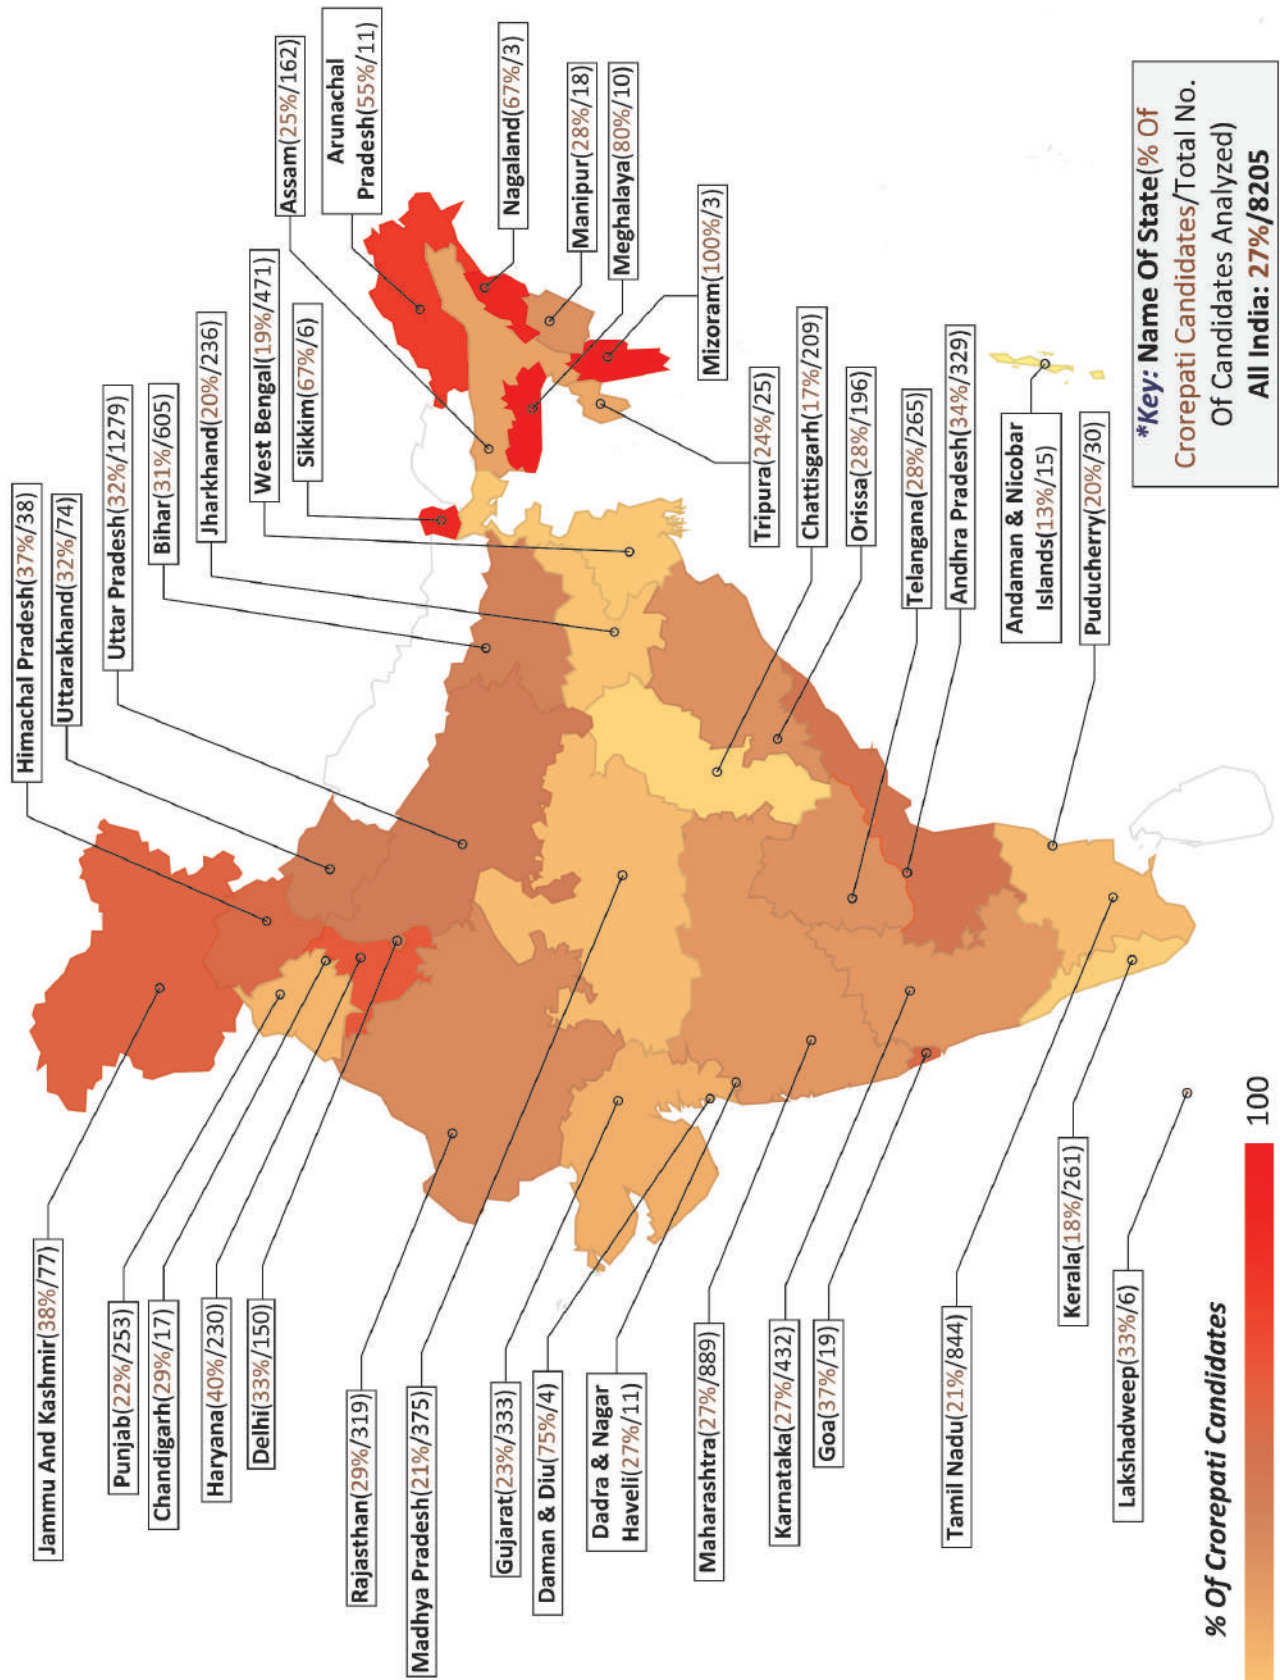 Himachal Pradesh(37%/38)
Uttarakhand(32%/74)
Uttar Pradesh(32%/1279)
Bihar(31%/605)
Jharkhand(20%/236)
West Bengal(19%/471)
Sikkim(67%/6)
Assam(25%/162)
Arunachal
Pradesh(55%/11)
Nagaland(67%/3)
Manipur(28%/18)
Meghalaya(80%/10)
Mizoram(100%/3)
Tripura(24%/25)
Chattisgarh(17%/209)
Orissa(28%/196)
Telangana(28%/265)
Andhra Pradesh(34%/329)
Andaman & Nicobar
Islands(13%/15)
Puducherry(20%/30)
*Key: Name Of State(% Of
Crorepati Candidates/Total No.
Of Candidates Analyzed)
All India: 27%/8205
Jammu And Kashmir(38%/77)
Punjab(22%/253)
Chandigarh(29%/17)
Haryana(40%/230)
Delhi(33%/150)
Rajasthan(29%/319)
Madhya Pradesh(21%/375)
Gujarat(23%/333)
Daman & Diu(75%/4)
Dadra & Nagar
Haveli(27%/11)
Maharashtra(27%/889)
Karnataka(27%/432)
Goa(37%/19)
Tamil Nadu(21%/844)
Kerala(18%/261)
Lakshadweep(33%/6)
% Of Crorepati Candidates
100